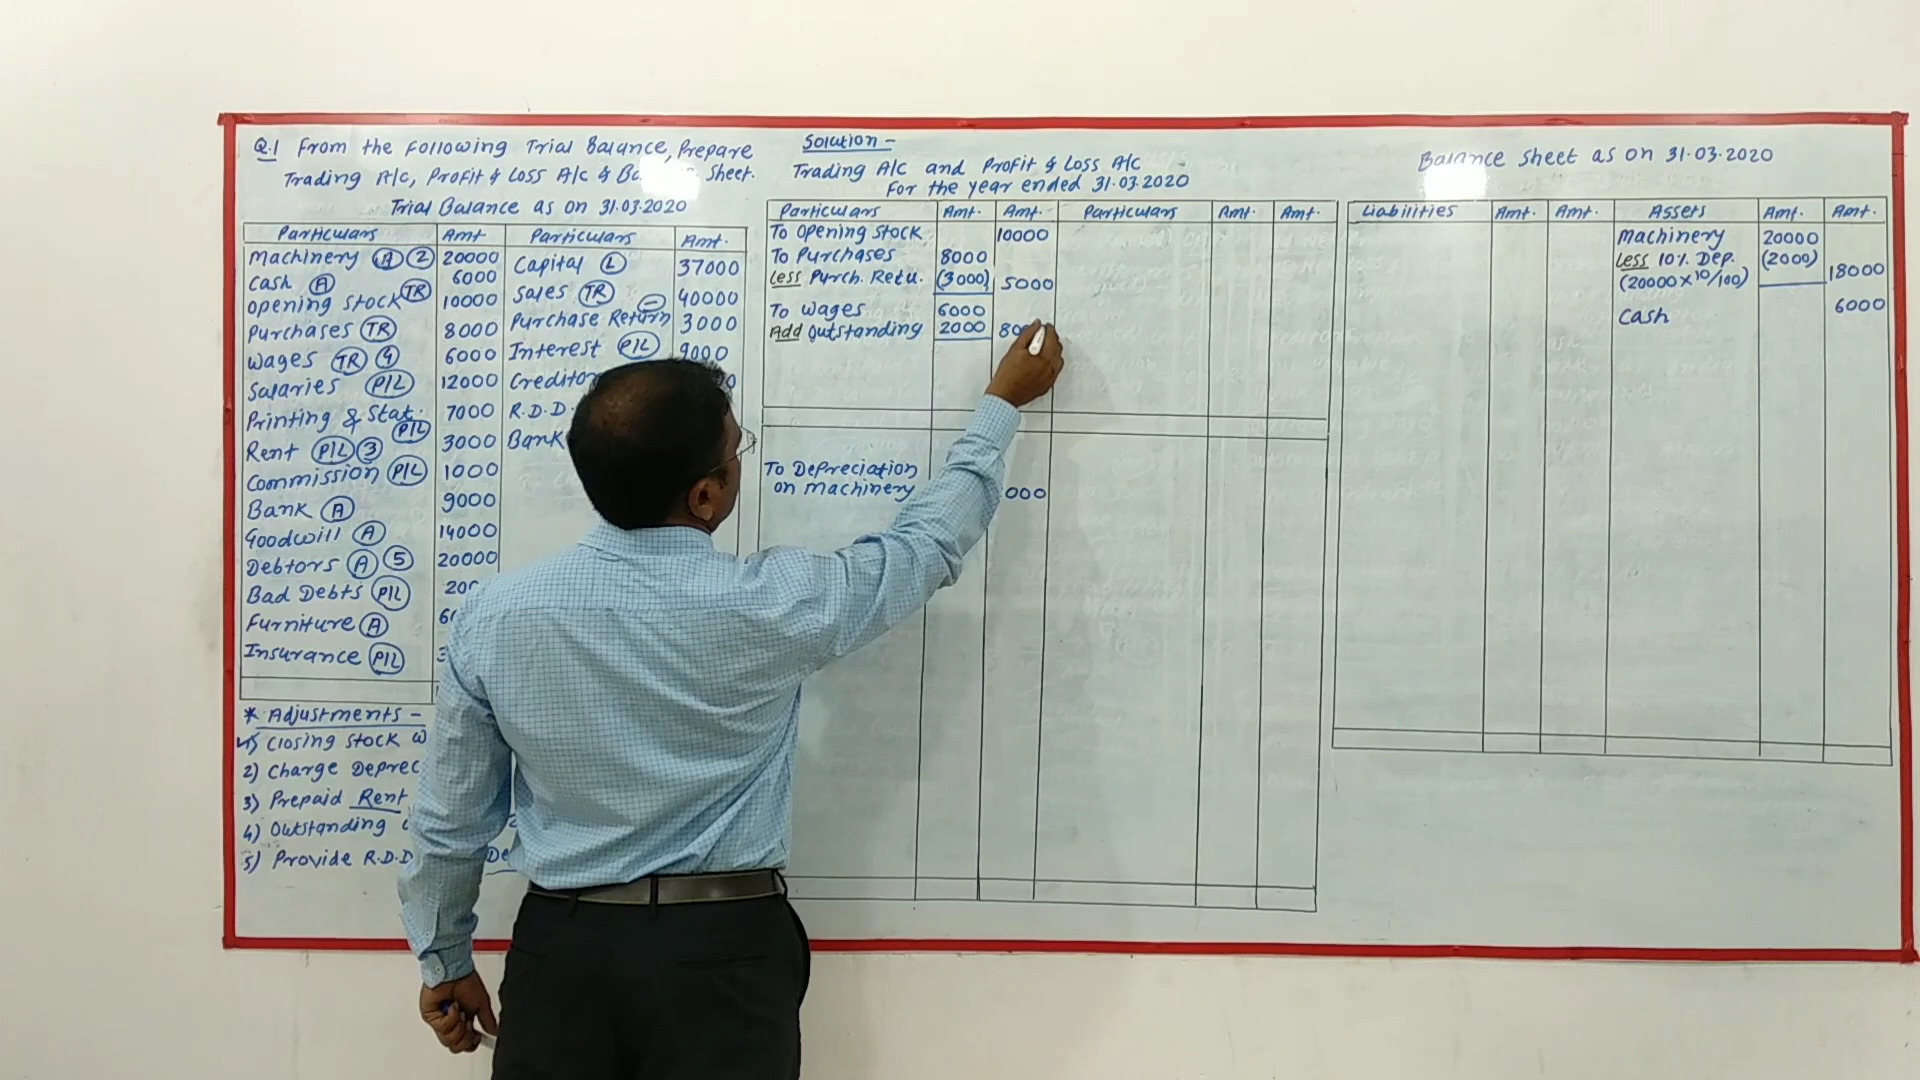 Q.1 From the Following Trial Balance, Prepare
Trading A/c, Profit & Loss A/c & Sheet.
Trial Balance as on 31.03.2020
Particulars Amt Particulars Amt.
Machinery A 2 20000 Capital L 37000
Cash A 6000 Sales TR 40000
Opening Stock TR 10000 Purchase Return - 3000
Purchases TR 8000 Interest P/L 9000
Wages TR 4 6000
Salaries P/L 12000
Printing & Stat. P/L 7000 R.D.D.
Rent P/L 3 3000 Bank
Commission P/L 1000
Bank A 9000
Goodwill A 14000
Debtors A 5 20000
Bad Debts P/L
Furniture A
Insurance P/L
* Adjustments -
1) Closing Stock
2) Charge
3) Prepaid Rent
4) Outstanding
5) Provide R.D.D
Solution -
Trading A/c and Profit & Loss A/c
For the year ended 31.03.2020
Particulars Amt. Amt. Particulars Amt. Amt.
To Opening Stock 10000
To Purchases 8000
Less Purch. Retu. (3000) 5000
To Wages 6000
Add Outstanding 2000
To Depreciation
on Machinery
Balance Sheet as on 31.03.2020
Liabilities Amt. Amt. Assets Amt. Amt.
Machinery 20000
Less 10% Dep. (2000)
(20000 x 10/100) 18000
Cash 6000